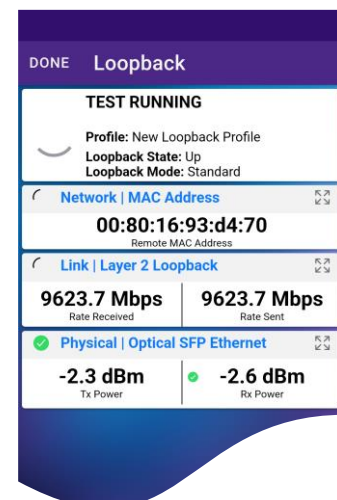 DONE Loopback
TEST RUNNING
Profile: New Loopback Profile
Loopback State: Up
Loopback Mode: Standard
Network | MAC Address
00:80:16:93:d4:70
Remote MAC Address
Link | Layer 2 Loopback
9623.7 Mbps 9623.7 Mbps
Rate Received Rate Sent
Physical | Optical SFP Ethernet
-2.3 dBm -2.6 dBm
Tx Power Rx Power